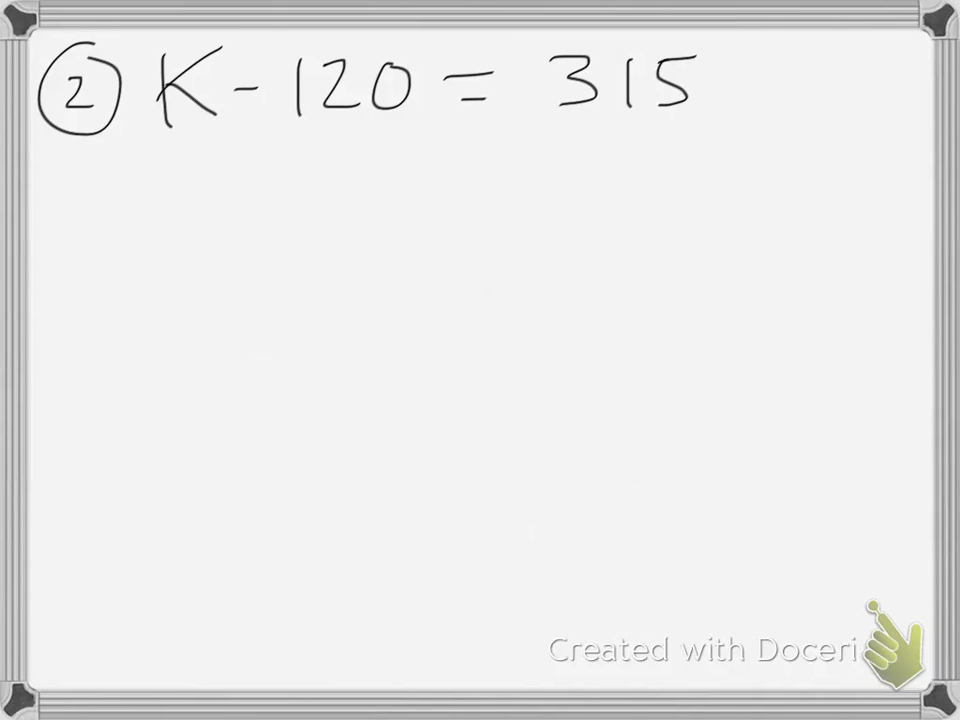 ② K - 120 = 315
Created with Doceri